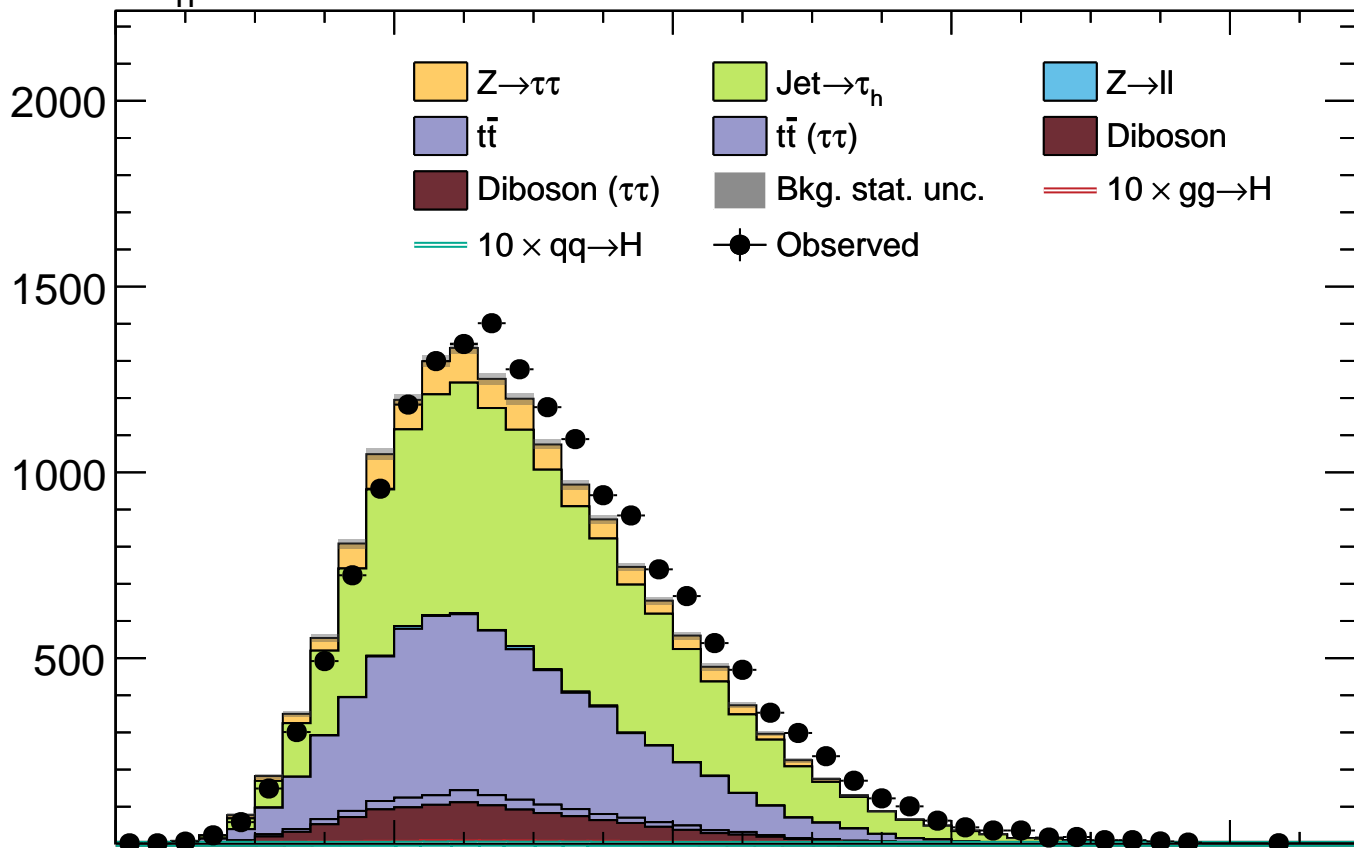 2000
1500
1000
500
Z→ττ Jet→τh Z→ll
tt̄ tt̄ (ττ) Diboson
Diboson (ττ) Bkg. stat. unc. 10 × gg→H
10 × qq→H Observed